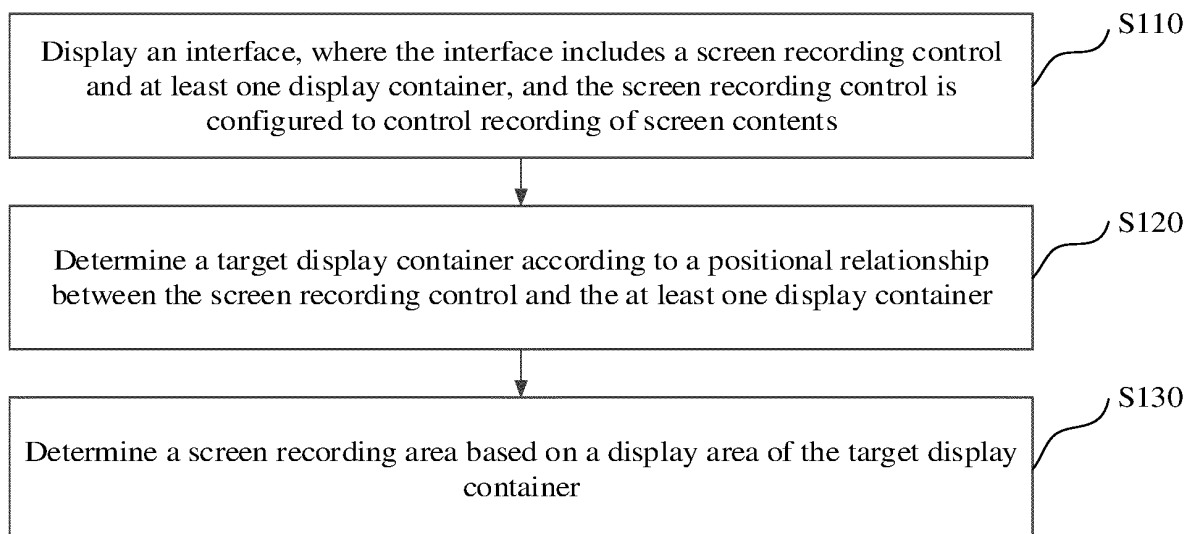 S110
Display an interface, where the interface includes a screen recording control
and at least one display container, and the screen recording control is
configured to control recording of screen contents
S120
Determine a target display container according to a positional relationship
between the screen recording control and the at least one display container
S130
Determine a screen recording area based on a display area of the target display
container